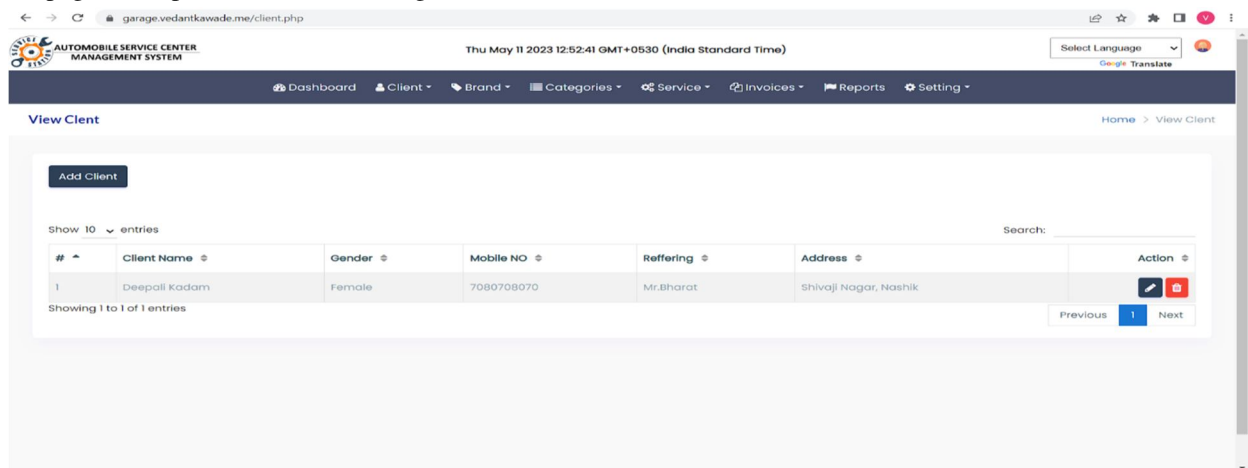 garage.vedantkawade.me/client.php
V
AUTOMOBILE SERVICE CENTER
MANAGEMENT SYSTEM
Thu May 11 2023 12:52:41 GMT+0530 (India Standard Time)
Select Language
Google Translate
Dashboard Client Brand Categories Service Invoices Reports Setting
View Clent
Home > View Clent
Add Client
Show 10 entries
Search:
# Client Name Gender Mobile NO Reffering Address Action
1 Deepali Kadam Female 7080708070 Mr.Bharat Shivaji Nagar, Nashik
Showing 1 to 1 of 1 entries
Previous 1 Next